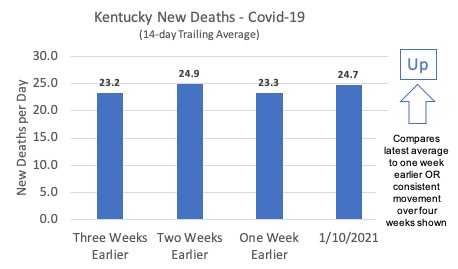 Kentucky New Deaths - Covid-19
(14-day Trailing Average)
New Deaths per Day
30.0
25.0
20.0
15.0
10.0
5.0
0.0
23.2
24.9
23.3
24.7
Three Weeks
Earlier
Two Weeks
Earlier
One Week
Earlier
1/10/2021
Up
Compares
latest average
to one week
earlier OR
consistent
movement
over four
weeks shown